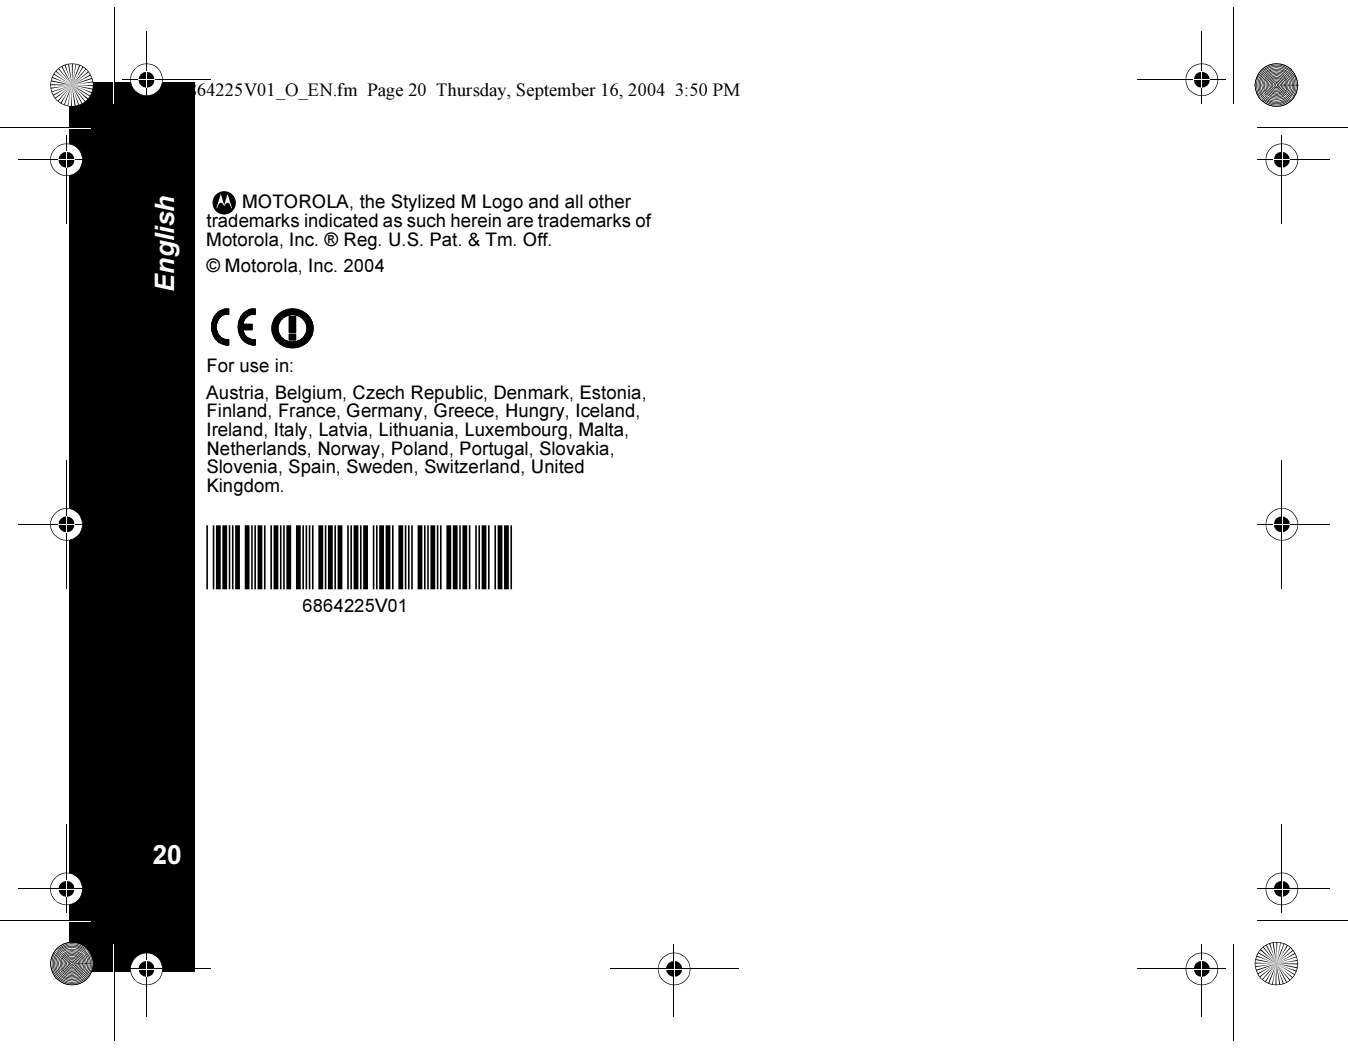 64225V01_O_EN.fm Page 20 Thursday, September 16, 2004 3:50 PM
English
MOTOROLA, the Stylized M Logo and all other
trademarks indicated as such herein are trademarks of
Motorola, Inc. ® Reg. U.S. Pat. & Tm. Off.
© Motorola, Inc. 2004
CE
For use in:
Austria, Belgium, Czech Republic, Denmark, Estonia,
Finland, France, Germany, Greece, Hungry, Iceland,
Ireland, Italy, Latvia, Lithuania, Luxembourg, Malta,
Netherlands, Norway, Poland, Portugal, Slovakia,
Slovenia, Spain, Sweden, Switzerland, United
Kingdom.
6864225V01
20